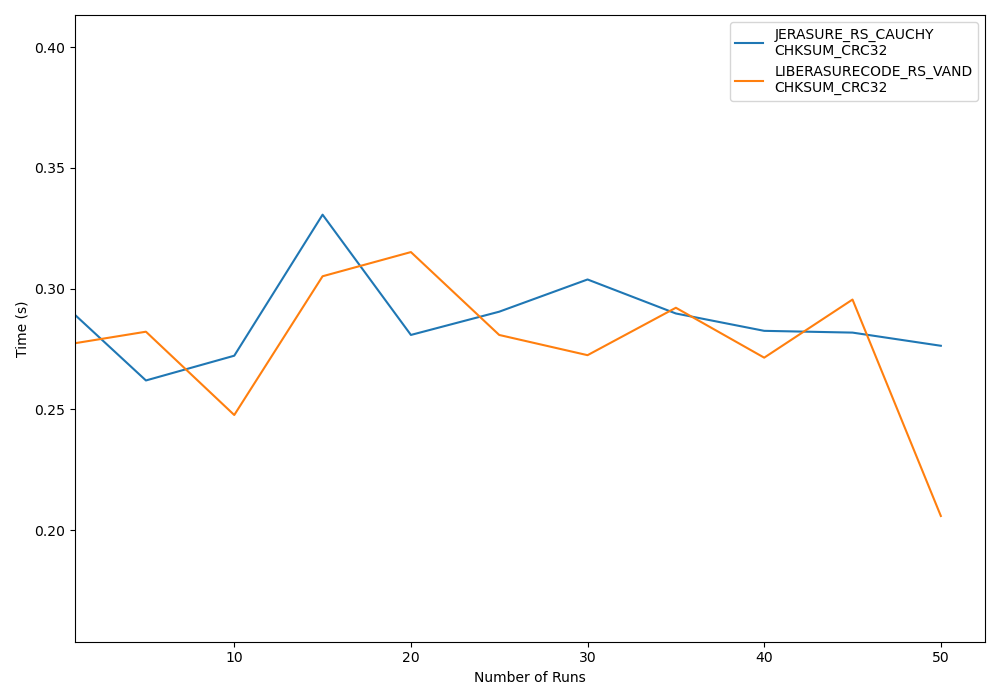 JERASURE_RS_CAUCHY
CHKSUM_CRC32
LIBERASURECODE_RS_VAND
CHKSUM_CRC32
0.40
0.35
0.30
0.25
0.20
Time (s)
10 20 30 40 50
Number of Runs